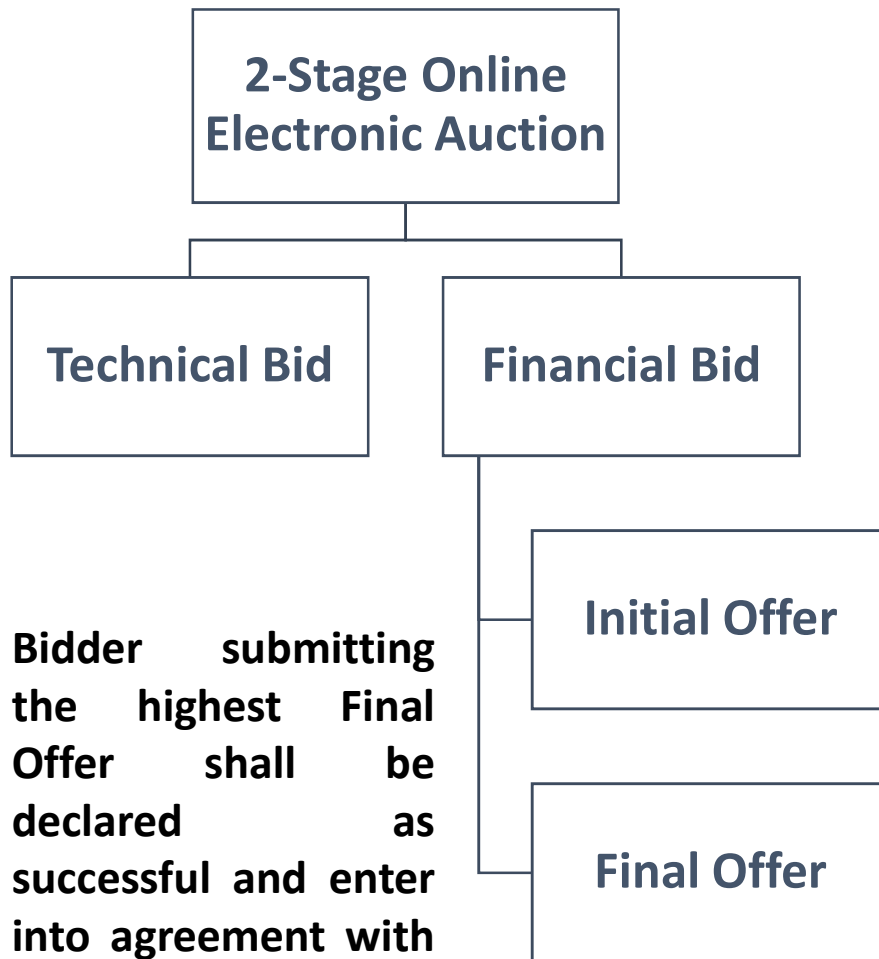 2-Stage Online
Electronic Auction
Technical Bid
Financial Bid
Initial Offer
Final Offer
Bidder submitting
the highest Final
Offer shall be
declared as
successful and enter
into agreement with